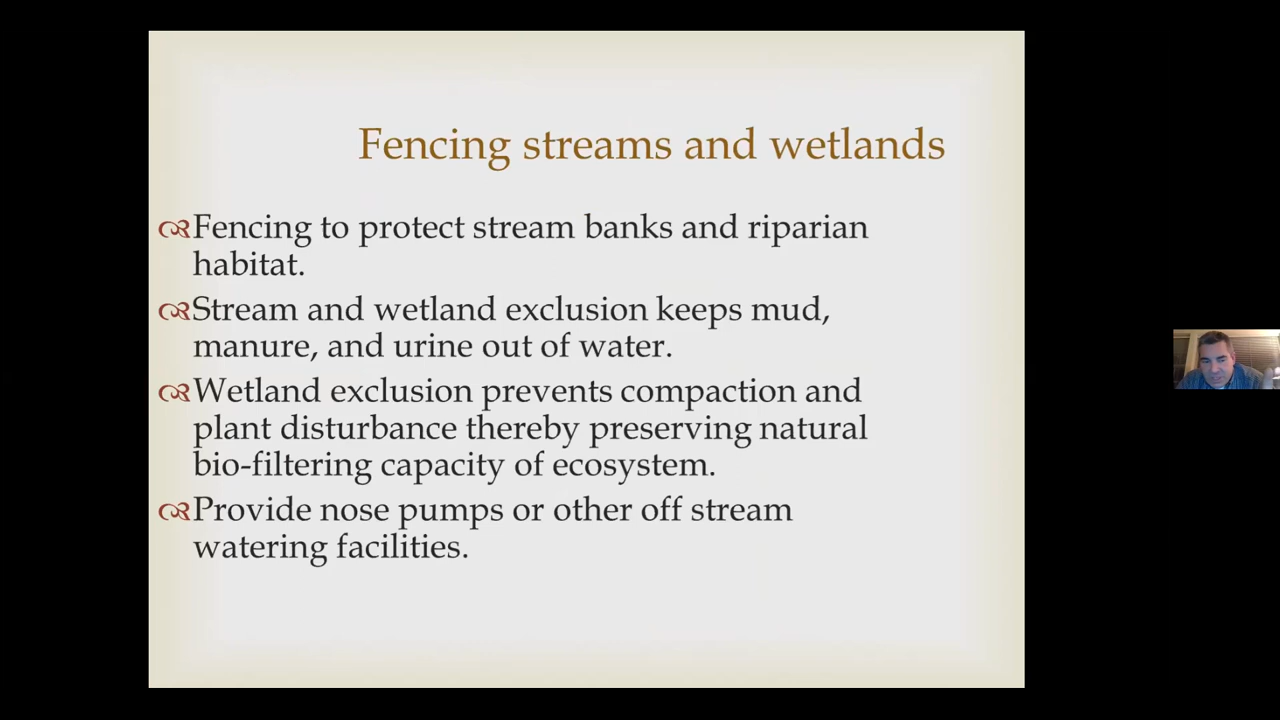 Fencing streams and wetlands
Fencing to protect stream banks and riparian
habitat.
Stream and wetland exclusion keeps mud,
manure, and urine out of water.
Wetland exclusion prevents compaction and
plant disturbance thereby preserving natural
bio-filtering capacity of ecosystem.
Provide nose pumps or other off stream
watering facilities.